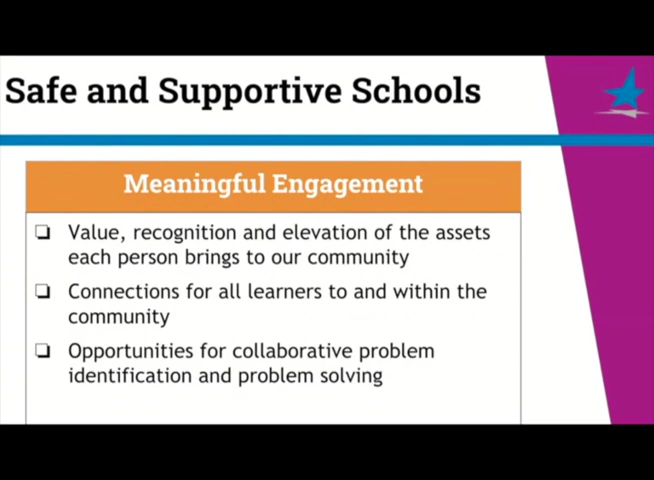 Safe and Supportive Schools
Meaningful Engagement
❑ Value, recognition and elevation of the assets
each person brings to our community
❑ Connections for all learners to and within the
community
❑ Opportunities for collaborative problem
identification and problem solving